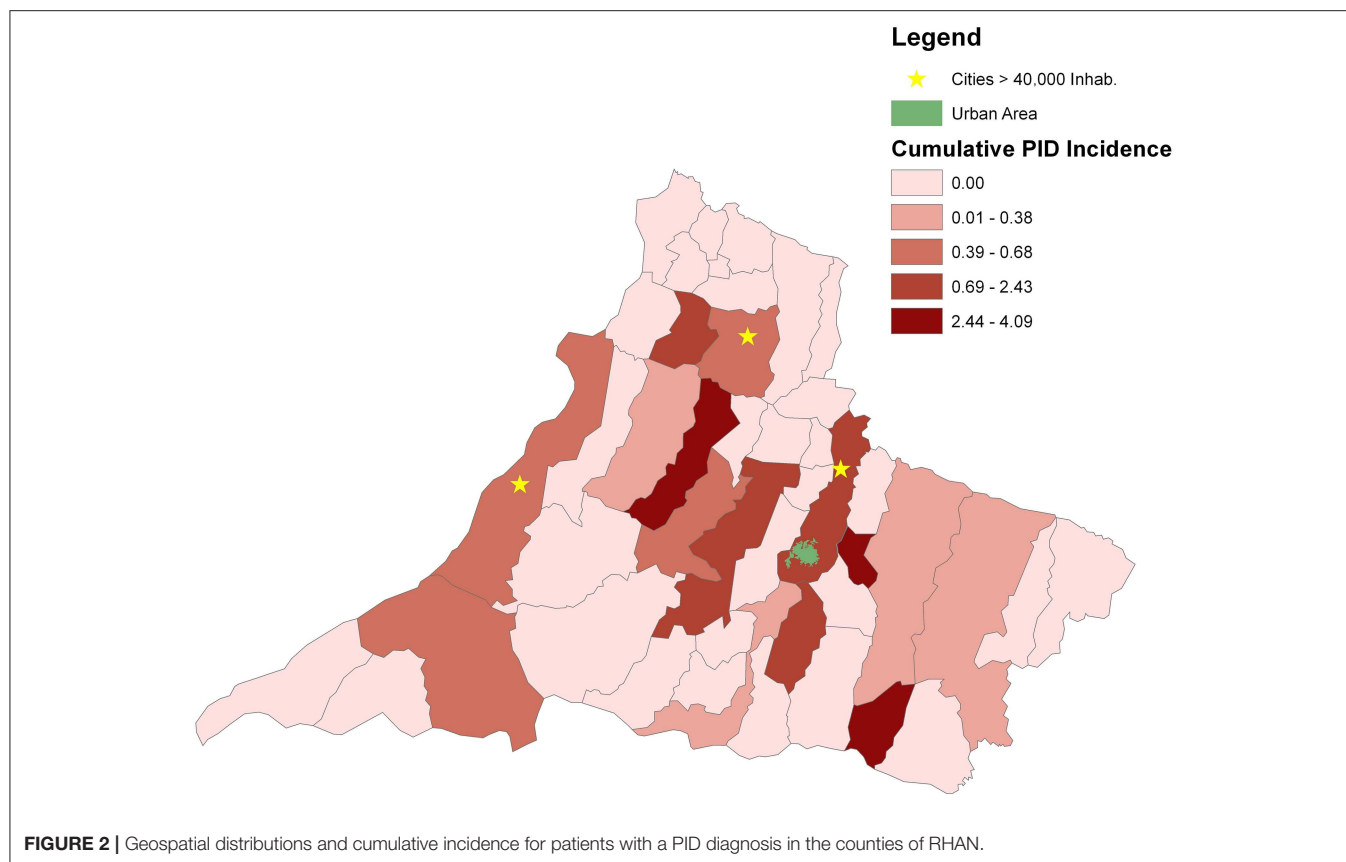 Legend
Cities > 40,000 Inhab.
Urban Area
Cumulative PID Incidence
0.00
0.01 - 0.38
0.39 - 0.68
0.69 - 2.43
2.44 - 4.09
FIGURE 2 | Geospatial distributions and cumulative incidence for patients with a PID diagnosis in the counties of RHAN.